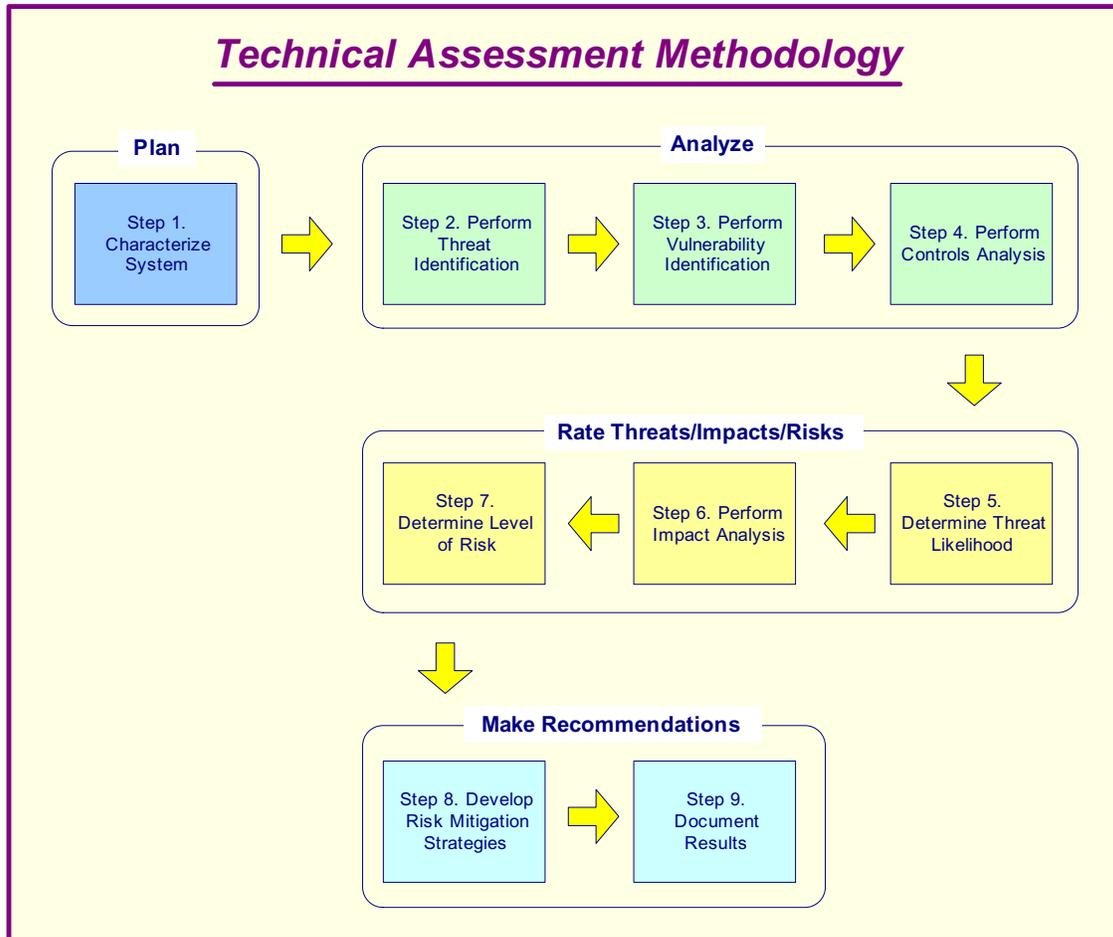 Technical Assessment Methodology
Plan
Step 1.
Characterize
System
Analyze
Step 2. Perform
Threat
Identification
Step 3. Perform
Vulnerability
Identification
Step 4. Perform
Controls Analysis
Rate Threats/Impacts/Risks
Step 5.
Determine Threat
Likelihood
Step 6. Perform
Impact Analysis
Step 7.
Determine Level
of Risk
Make Recommendations
Step 8. Develop
Risk Mitigation
Strategies
Step 9.
Document
Results